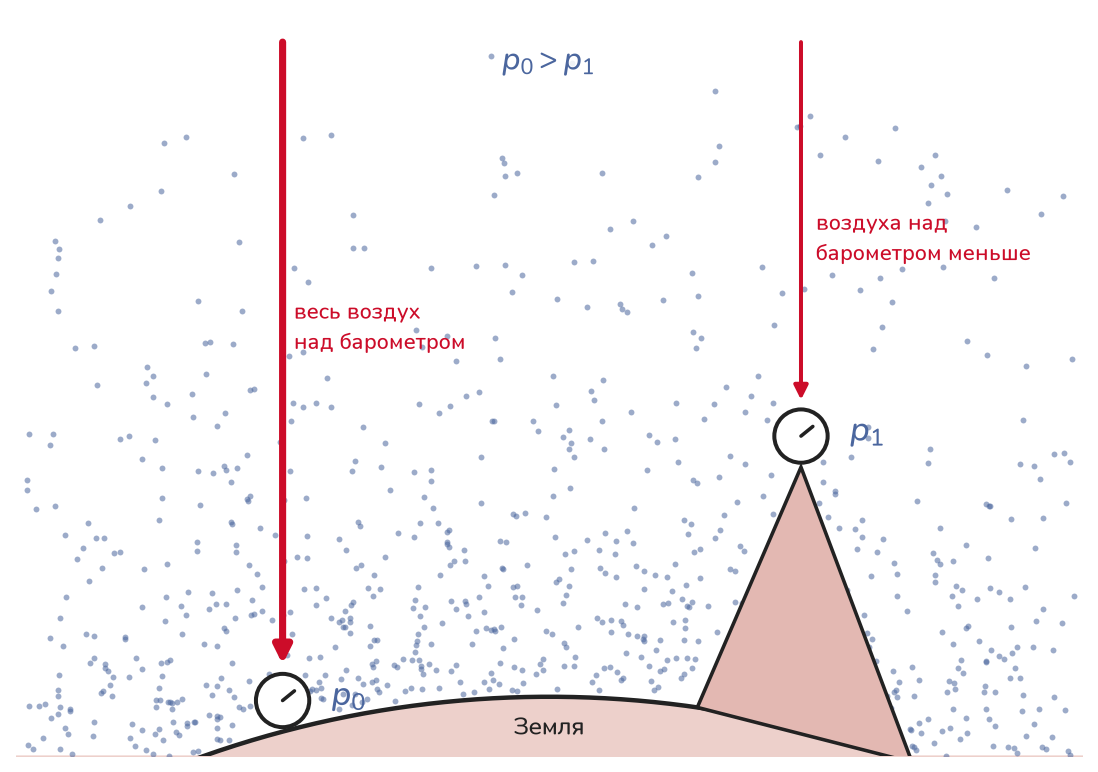 p₀ > p₁
воздуха над
барометром меньше
весь воздух
над барометром
p₁
p₀
Земля